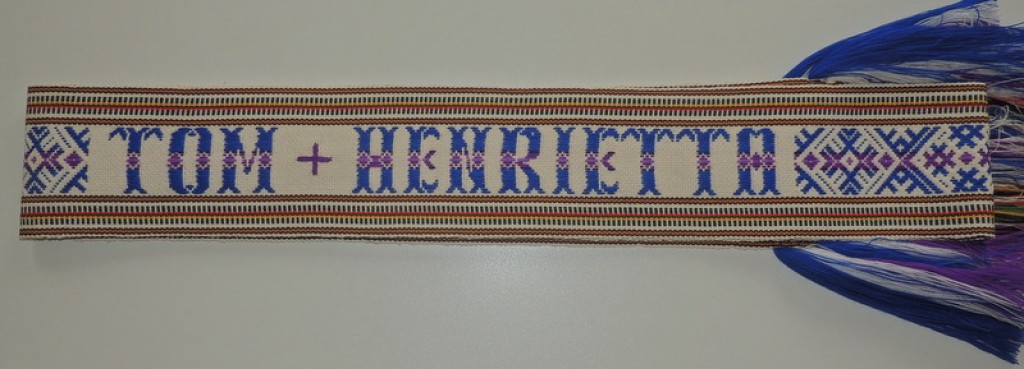 TOM + HENRIETTA